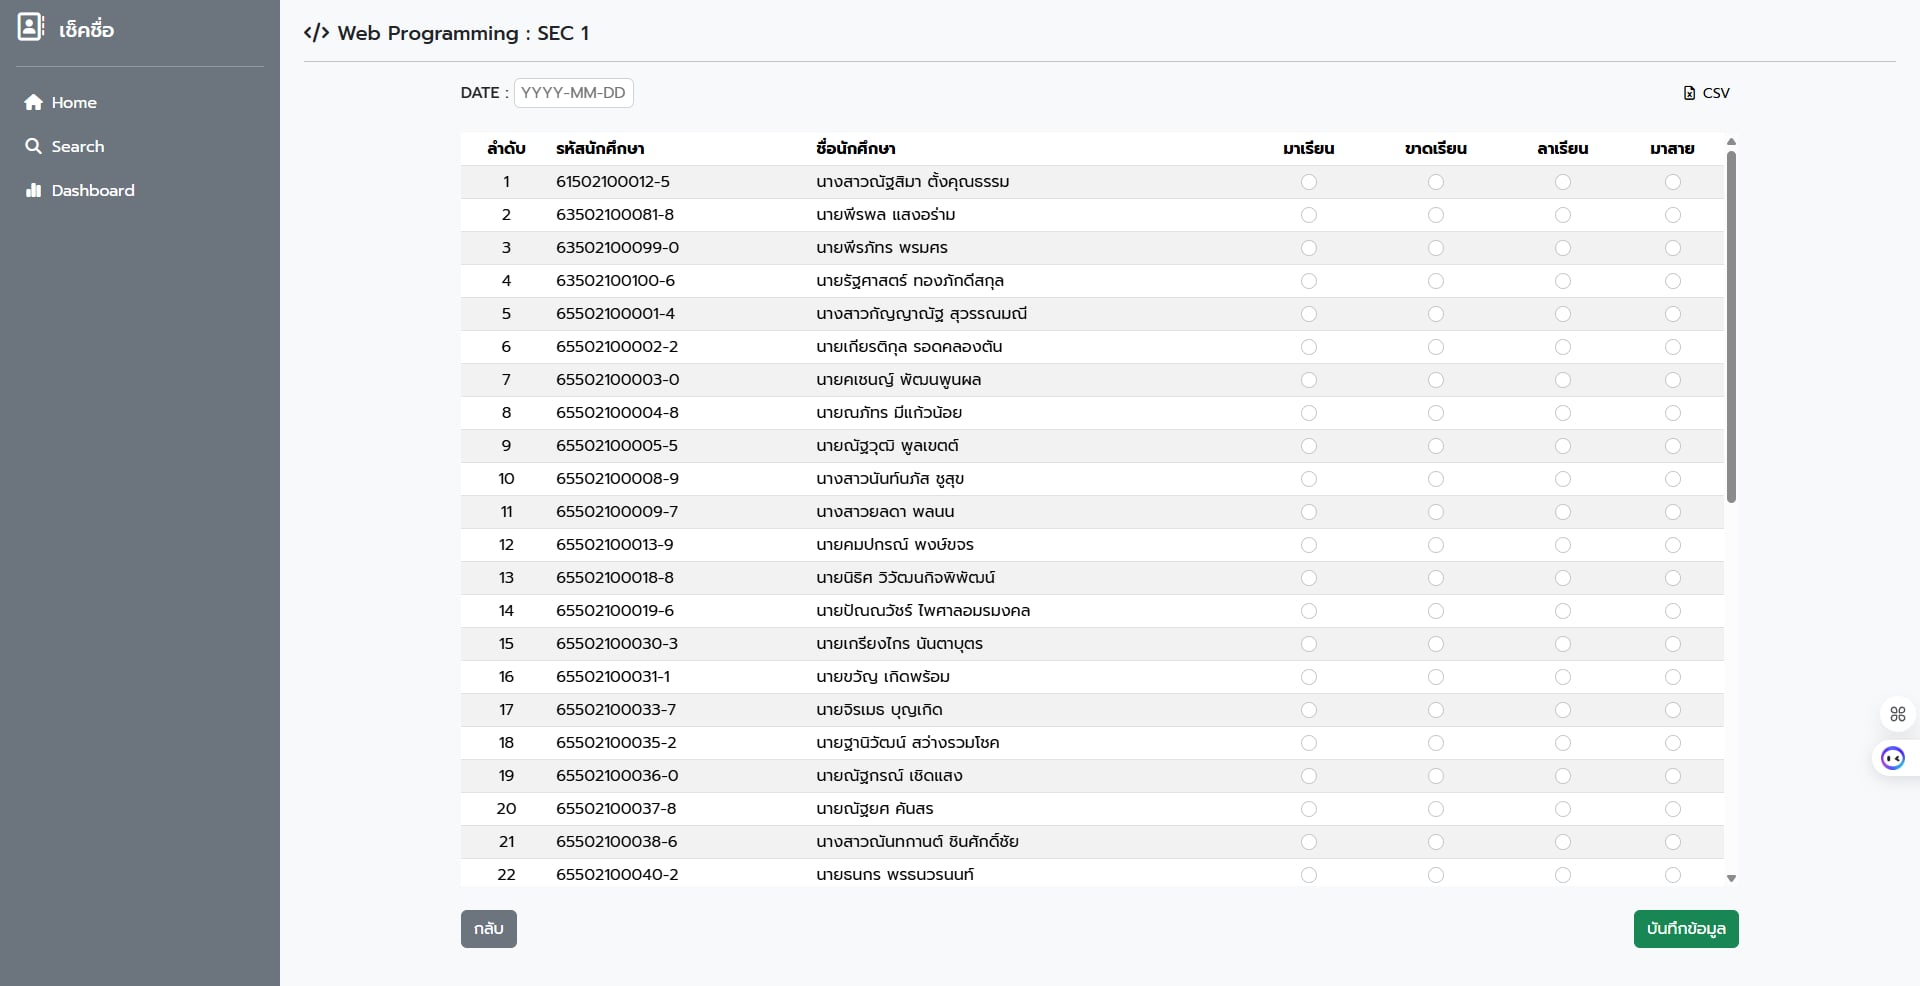 เช็คชื่อ
Home
Search
Dashboard
</> Web Programming : SEC 1
DATE : YYYY-MM-DD CSV
ลำดับ รหัสนักศึกษา ชื่อนักศึกษา มาเรียน ขาดเรียน ลาเรียน มาสาย
1 61502100012-5 นางสาวณัฐสิมา ตั้งคุณธรรม
2 63502100081-8 นายพีรพล แสงอร่าม
3 63502100099-0 นายพีรภัทร พรมศร
4 63502100100-6 นายรัฐศาสตร์ ทองภักดีสกุล
5 65502100001-4 นางสาวกัญญาณัฐ สุวรรณมณี
6 65502100002-2 นายเกียรติกุล รอดคลองตัน
7 65502100003-0 นายคเชนญ์ พัฒนพูนผล
8 65502100004-8 นายณภัทร มีแก้วน้อย
9 65502100005-5 นายณัฐวุฒิ พูลเขตต์
10 65502100008-9 นางสาวนันท์นภัส ชูสุข
11 65502100009-7 นางสาวยลดา พลนน
12 65502100013-9 นายคมปกรณ์ พงษ์ขจร
13 65502100018-8 นายนิธิศ วิวัฒนกิจพิพัฒน์
14 65502100019-6 นายปัณณวัชร์ ไพศาลอมรมงคล
15 65502100030-3 นายเกรียงไกร นันตาบุตร
16 65502100031-1 นายขวัญ เกิดพร้อม
17 65502100033-7 นายจิรเมธ บุญเกิด
18 65502100035-2 นายฐานิวัฒน์ สว่างรวมโชค
19 65502100036-0 นายณัฐกรณ์ เชิดแสง
20 65502100037-8 นายณัฐยศ คันสร
21 65502100038-6 นางสาวณันทกานต์ ชินศักดิ์ชัย
22 65502100040-2 นายธนกร พรธนวรนนท์
กลับ บันทึกข้อมูล